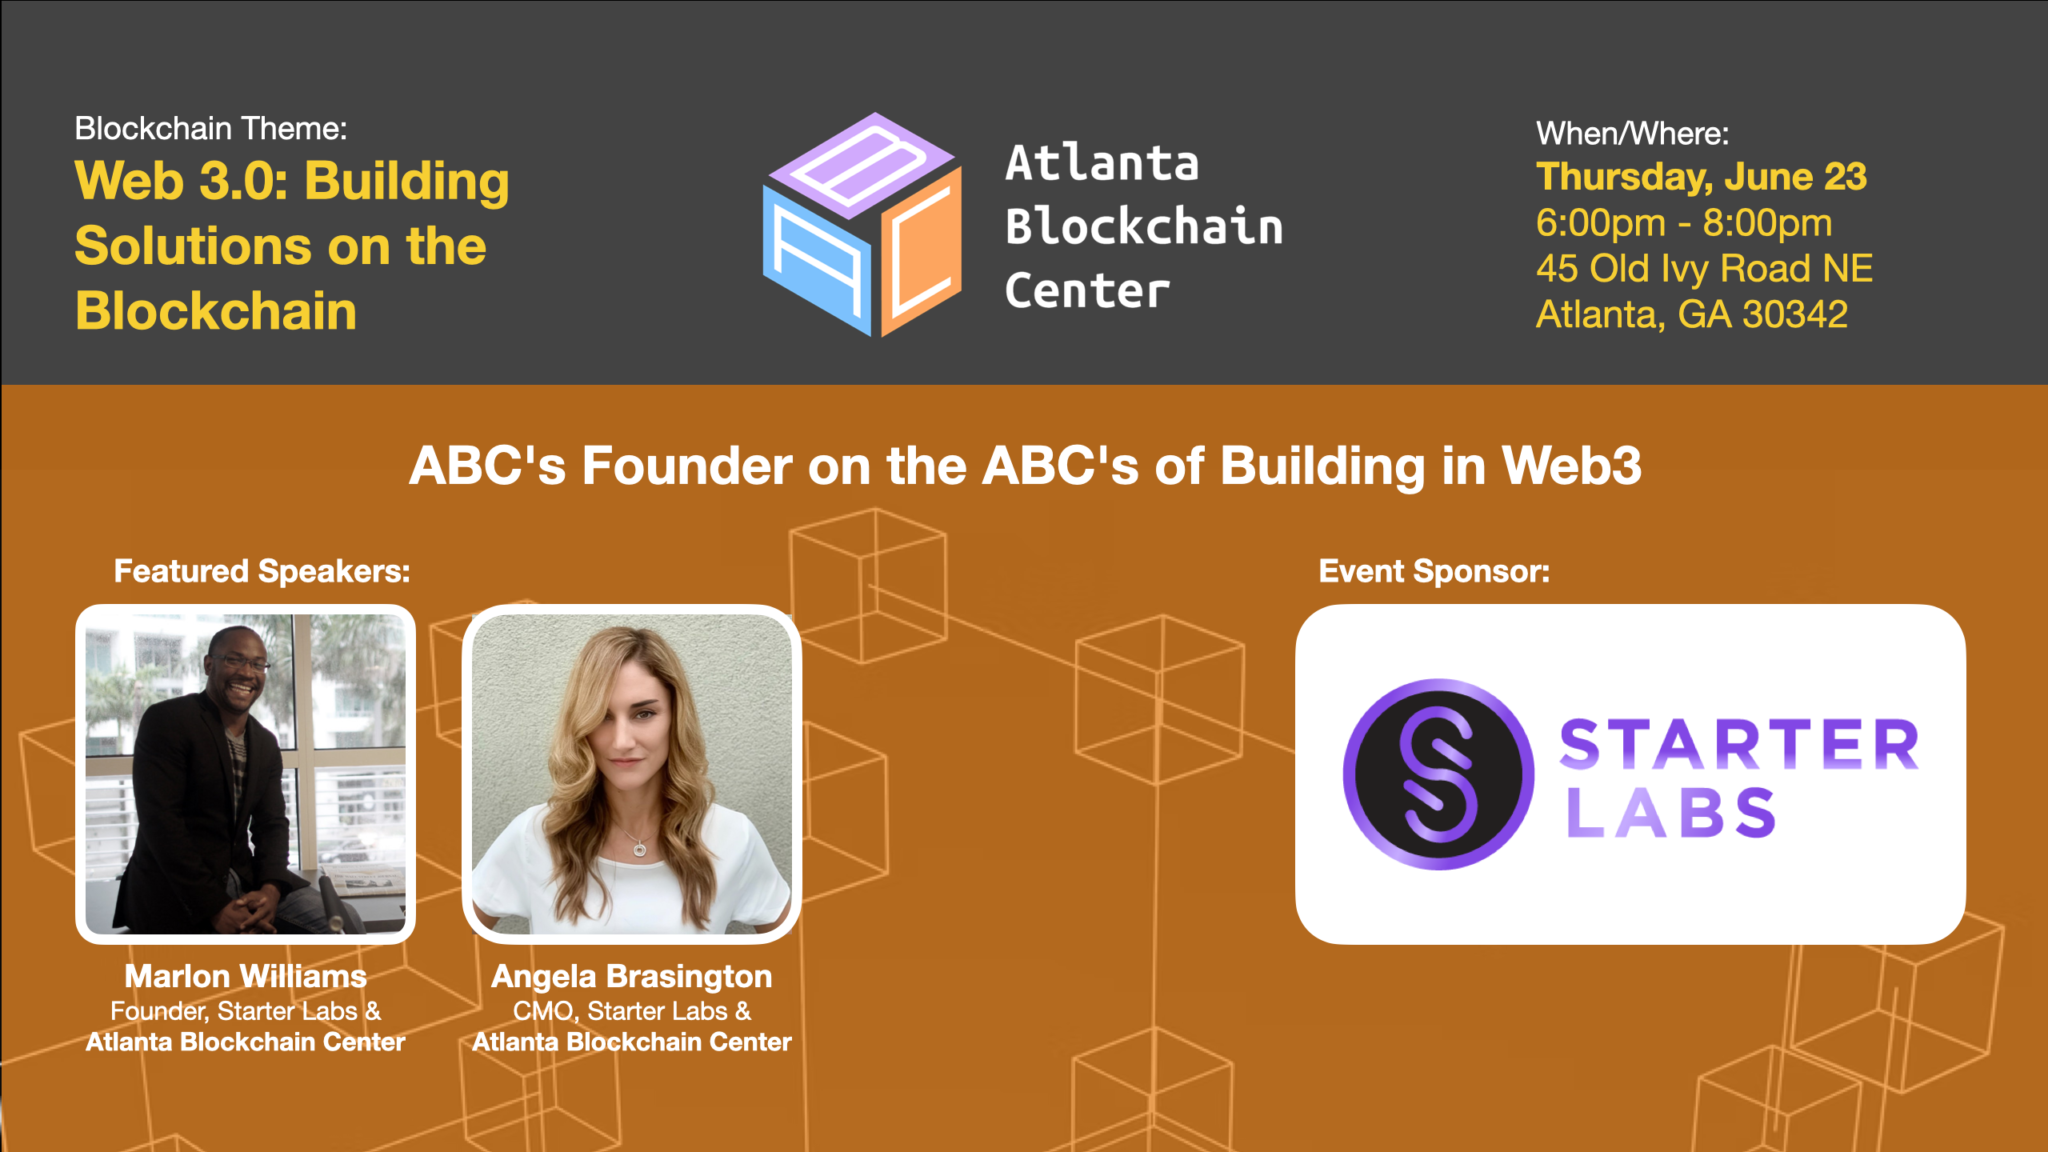 Blockchain Theme:
Web 3.0: Building
Solutions on the
Blockchain
A B C
Atlanta
Blockchain
Center
When/Where:
Thursday, June 23
6:00pm - 8:00pm
45 Old Ivy Road NE
Atlanta, GA 30342
ABC's Founder on the ABC's of Building in Web3
Featured Speakers:
Marlon Williams
Founder, Starter Labs &
Atlanta Blockchain Center
Angela Brasington
CMO, Starter Labs &
Atlanta Blockchain Center
Event Sponsor:
S
STARTER
LABS